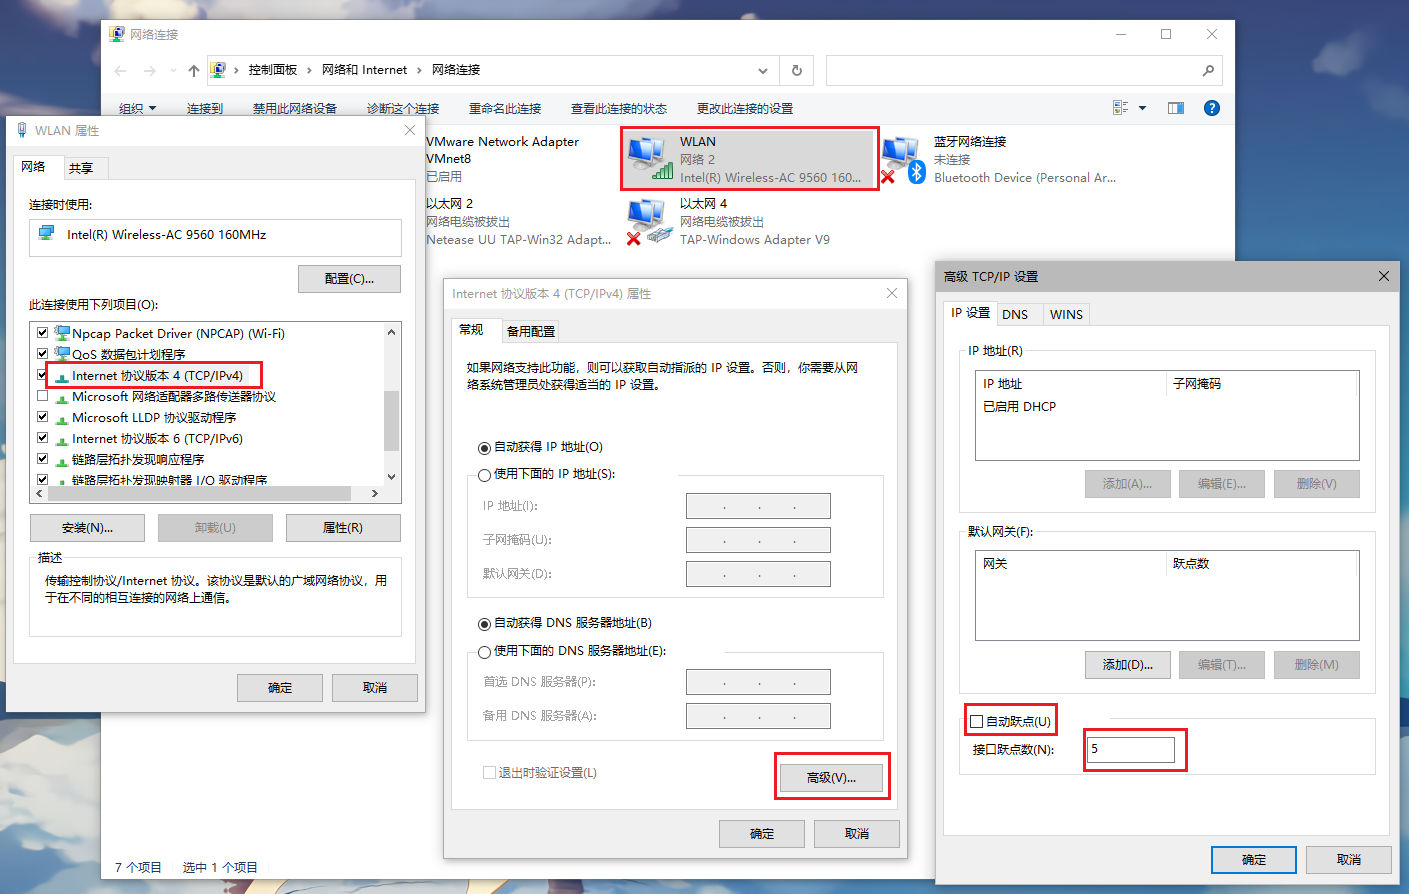 网络连接
控制面板 › 网络和 Internet › 网络连接
组织
连接到
禁用此网络设备
诊断这个连接
重命名此连接
查看此连接的状态
更改此连接的设置
VMware Network Adapter
VMnet8
已启用
WLAN
网络 2
Intel(R) Wireless-AC 9560 160...
蓝牙网络连接
未连接
Bluetooth Device (Personal Ar...
以太网 2
网络电缆被拔出
Netease UU TAP-Win32 Adapt...
以太网 4
网络电缆被拔出
TAP-Windows Adapter V9
7 个项目
选中 1 个项目
WLAN 属性
网络
共享
连接时使用:
Intel(R) Wireless-AC 9560 160MHz
配置(C)...
此连接使用下列项目(O):
Npcap Packet Driver (NPCAP) (Wi-Fi)
QoS 数据包计划程序
Internet 协议版本 4 (TCP/IPv4)
Microsoft 网络适配器多路传送器协议
Microsoft LLDP 协议驱动程序
Internet 协议版本 6 (TCP/IPv6)
链路层拓扑发现响应程序
链路层拓扑发现映射器 I/O 驱动程序
安装(N)...
卸载(U)
属性(R)
描述
传输控制协议/Internet 协议。该协议是默认的广域网络协议，用
于在不同的相互连接的网络上通信。
确定
取消
Internet 协议版本 4 (TCP/IPv4) 属性
常规
备用配置
如果网络支持此功能，则可以获取自动指派的 IP 设置。否则，你需要从网
络系统管理员处获得适当的 IP 设置。
自动获得 IP 地址(O)
使用下面的 IP 地址(S):
IP 地址(I):
子网掩码(U):
默认网关(D):
自动获得 DNS 服务器地址(B)
使用下面的 DNS 服务器地址(E):
首选 DNS 服务器(P):
备用 DNS 服务器(A):
退出时验证设置(L)
高级(V)...
确定
取消
高级 TCP/IP 设置
IP 设置
DNS
WINS
IP 地址(R)
IP 地址
子网掩码
已启用 DHCP
添加(A)...
编辑(E)...
删除(V)
默认网关(F):
网关
跃点数
添加(D)...
编辑(T)...
删除(M)
自动跃点(U)
接口跃点数(N):
5
确定
取消